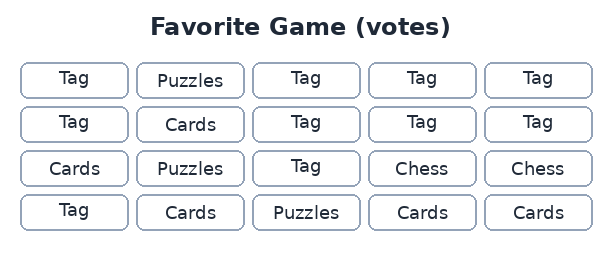 Favorite Game (votes)
Tag Puzzles Tag Tag Tag
Tag Cards Tag Tag Tag
Cards Puzzles Tag Chess Chess
Tag Cards Puzzles Cards Cards